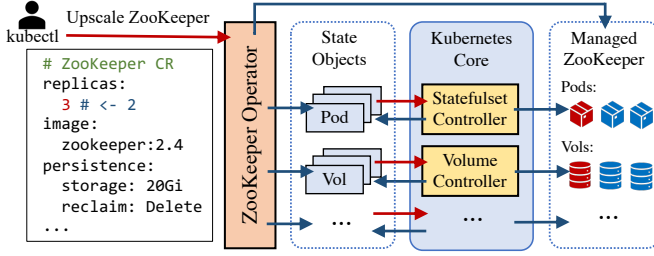 kubectl
Upscale ZooKeeper
# ZooKeeper CR
replicas:
3 # <- 2
image:
zookeeper:2.4
persistence:
storage: 20Gi
reclaim: Delete
...
ZooKeeper Operator
State
Objects
Pod
Vol
...
Kubernetes
Core
Statefulset
Controller
Volume
Controller
...
Managed
ZooKeeper
Pods:
Vols:
...